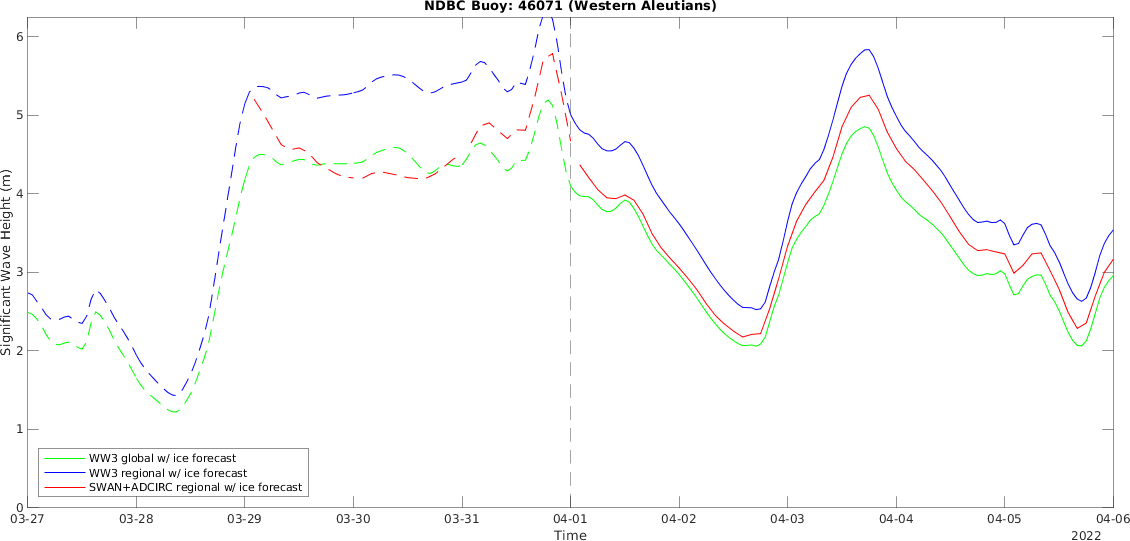 NDBC Buoy: 46071 (Western Aleutians)
Significant Wave Height (m)
6
5
4
3
2
1
0
WW3 global w/ ice forecast
WW3 regional w/ ice forecast
SWAN+ADCIRC regional w/ ice forecast
03-27 03-28 03-29 03-30 03-31 04-01 04-02 04-03 04-04 04-05 04-06
Time
2022